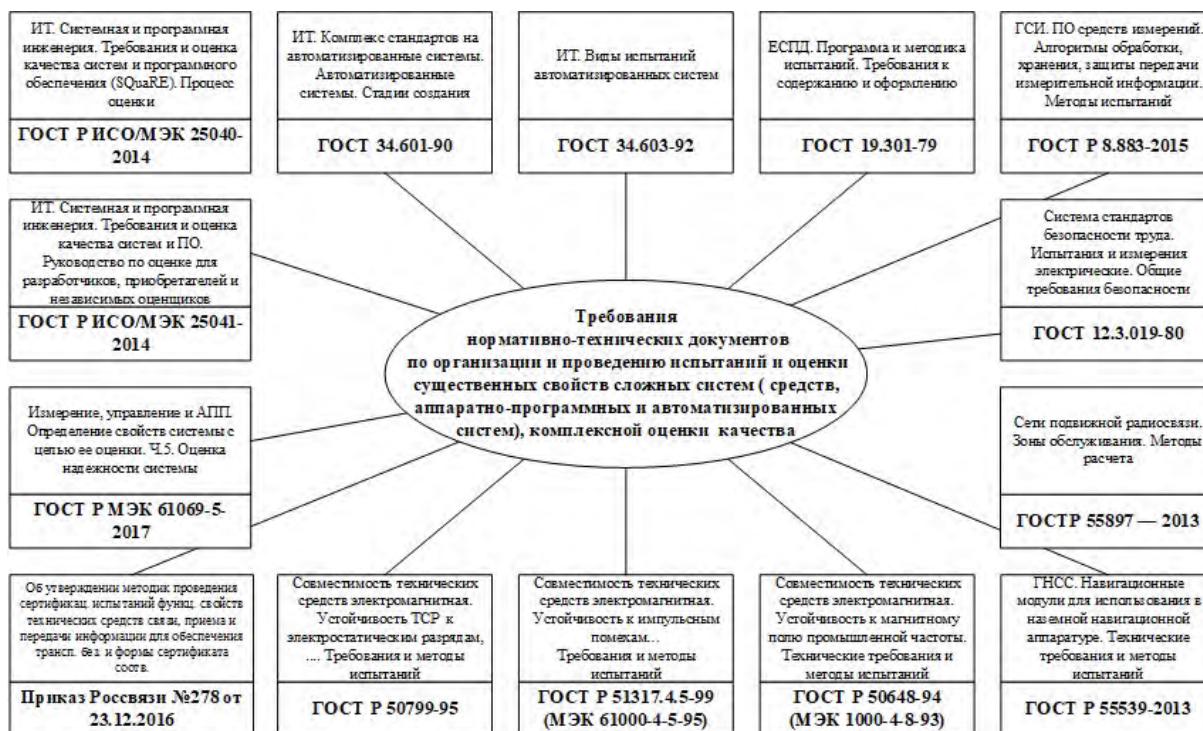 ИТ. Системная и программная
инженерия. Требования и оценка
качества систем и программного
обеспечения (SQuaRE). Процесс
оценки
ГОСТ Р ИСО/МЭК 25040-
2014
ИТ. Комплекс стандартов на
автоматизированные системы.
Автоматизированные
системы. Стадии создания
ГОСТ 34.601-90
ИТ. Виды испытаний
автоматизированных систем
ГОСТ 34.603-92
ЕСПД. Программа и методика
испытаний. Требования к
содержанию и оформлению
ГОСТ 19.301-79
ГСИ. ПО средств измерений.
Алгоритмы обработки,
хранения, защиты передачи
измерительной информации.
Методы испытаний
ГОСТ Р 8.883-2015
ИТ. Системная и программная
инженерия. Требования и оценка
качества систем и ПО.
Руководство по оценке для
разработчиков, приобретателей и
независимых оценщиков
ГОСТ Р ИСО/МЭК 25041-
2014
Система стандартов
безопасности труда.
Испытания и измерения
электрические. Общие
требования безопасности
ГОСТ 12.3.019-80
Требования
нормативно-технических документов
по организации и проведению испытаний и оценки
существенных свойств сложных систем ( средств,
аппаратно-программных и автоматизированных
систем), комплексной оценки качества
Измерение, управление и АПП.
Определение свойств системы с
целью ее оценки. Ч.5. Оценка
надежности системы
ГОСТ Р МЭК 61069-5-
2017
Сети подвижной радиосвязи.
Зоны обслуживания. Методы
расчета
ГОСТР 55897 — 2013
Об утверждении методик проведения
сертификац. испытаний функц. свойств
технических средств связи, приема и
передачи информации для обеспечения
трансп. без. и формы сертификата
соотв.
Приказ Россвязи №278 от
23.12.2016
Совместимость технических
средств электромагнитная.
Устойчивость ТСР к
электростатическим разрядам,
.... Требования и методы
испытаний
ГОСТ Р 50799-95
Совместимость технических
средств электромагнитная.
Устойчивость к импульсным
помехам…
Требования и методы
испытаний
ГОСТ Р 51317.4.5-99
(МЭК 61000-4-5-95)
Совместимость технических
средств электромагнитная.
Устойчивость к магнитному
полю промышленной частоты.
Технические требования и
методы испытаний
ГОСТ Р 50648-94
(МЭК 1000-4-8-93)
ГНСС. Навигационные
модули для использования в
наземной навигационной
аппаратуре. Технические
требования и методы
испытаний
ГОСТ Р 55539-2013